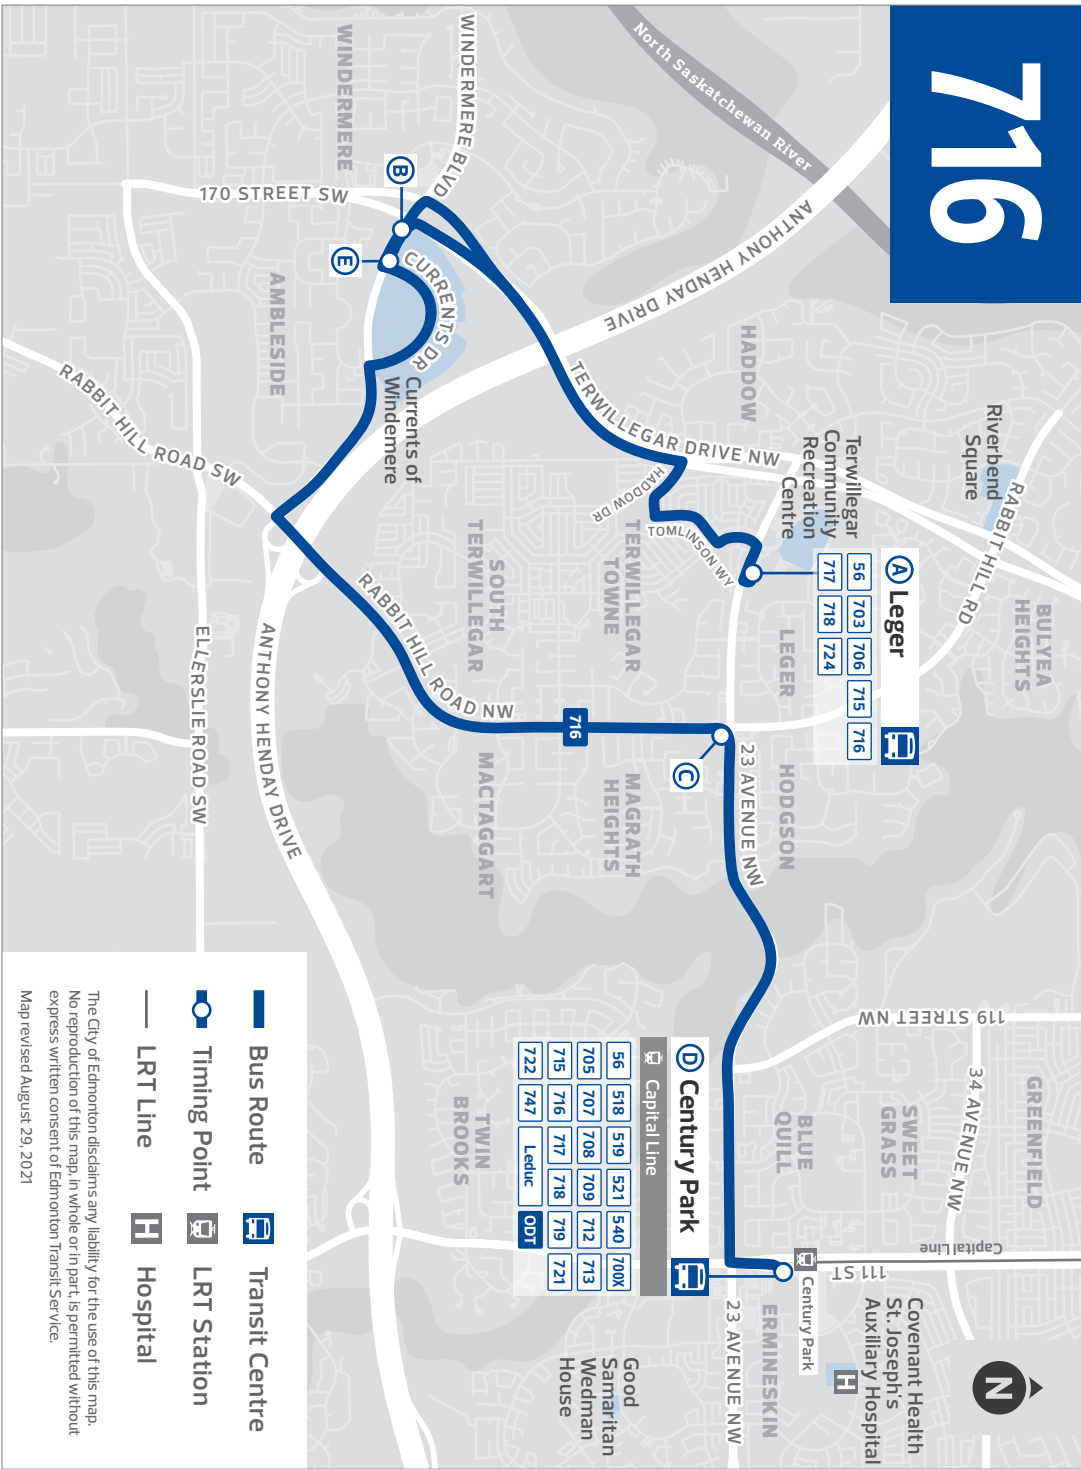 716
North Saskatchewan River
WINDERMERE BLVD
WINDERMERE
170 STREET SW
B
E
CURRENTS DR
Currents of
Windemere
AMBLESIDE
RABBIT HILL ROAD SW
ANTHONY HENDAY DRIVE
HADDOW
TERWILLEGAR DRIVE NW
HADDOW DR
TOMLINSON WY
Riverbend
Square
RABBIT HILL RD
Terwillegar
Community
Recreation
Centre
A Leger
56 703 706 715 716
717 718 724
BULYEA
HEIGHTS
LEGER
TERWILLEGAR
TOWNE
SOUTH
TERWILLEGAR
RABBIT HILL ROAD NW
716
C
23 AVENUE NW
HODGSON
MAGRATH
HEIGHTS
MACTAGGART
ELLERSLIE ROAD SW
ANTHONY HENDAY DRIVE
119 STREET NW
34 AVENUE NW
GREENFIELD
SWEET
GRASS
BLUE
QUILL
D Century Park
Capital Line
56 518 519 521 540 700X
705 707 708 709 712 713
715 716 717 718 719 721
722 747 Leduc ODT
TWIN
BROOKS
Capital Line
111 ST
Century Park
Covenant Health
St. Joseph's
Auxiliary Hospital
H
ERMINESKIN
23 AVENUE NW
Good
Samaritan
Wedman
House
N
Bus Route
Timing Point
LRT Line
Transit Centre
LRT Station
H Hospital
The City of Edmonton disclaims any liability for the use of this map.
No reproduction of this map, in whole or in part, is permitted without
express written consent of Edmonton Transit Service.
Map revised August 29, 2021